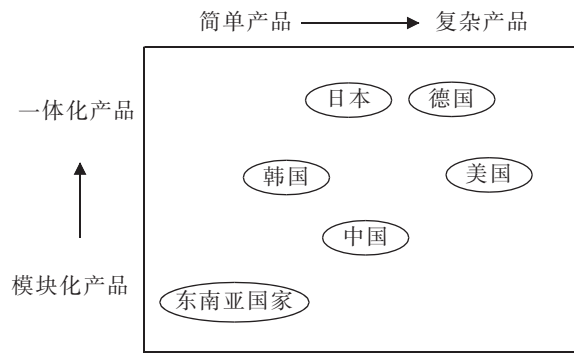 简单产品 复杂产品
一体化产品
日本 德国
韩国 美国
中国
模块化产品
东南亚国家